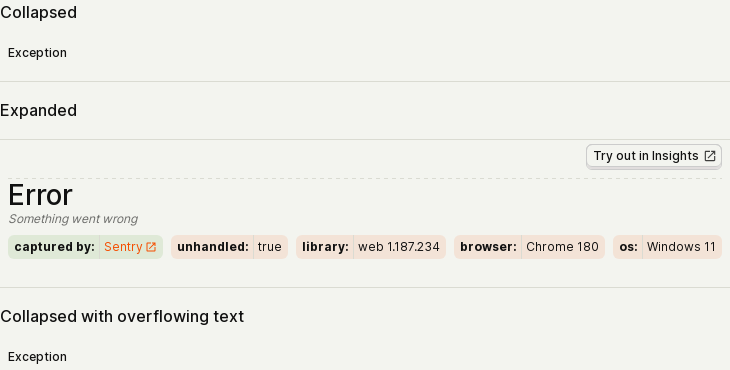 Collapsed
Exception
Expanded
Try out in Insights
Error
Something went wrong
captured by: Sentry unhandled: true library: web 1.187.234 browser: Chrome 180 os: Windows 11
Collapsed with overflowing text
Exception